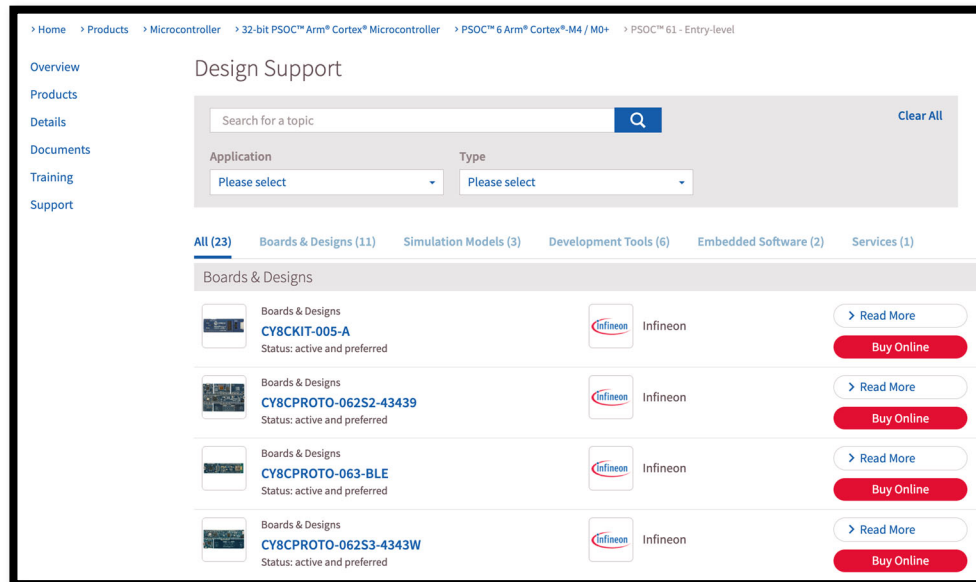 > Home > Products > Microcontroller > 32-bit PSOC™ Arm® Cortex® Microcontroller > PSOC™ 6 Arm® Cortex®-M4 / M0+ > PSOC™ 61 - Entry-level
Overview
Products
Details
Documents
Training
Support
Design Support
Search for a topic
Clear All
Application Type
Please select Please select
All (23) Boards & Designs (11) Simulation Models (3) Development Tools (6) Embedded Software (2) Services (1)
Boards & Designs
Boards & Designs
CY8CKIT-005-A
Status: active and preferred
infineon Infineon
> Read More
Buy Online
Boards & Designs
CY8CPROTO-062S2-43439
Status: active and preferred
infineon Infineon
> Read More
Buy Online
Boards & Designs
CY8CPROTO-063-BLE
Status: active and preferred
infineon Infineon
> Read More
Buy Online
Boards & Designs
CY8CPROTO-062S3-4343W
Status: active and preferred
infineon Infineon
> Read More
Buy Online